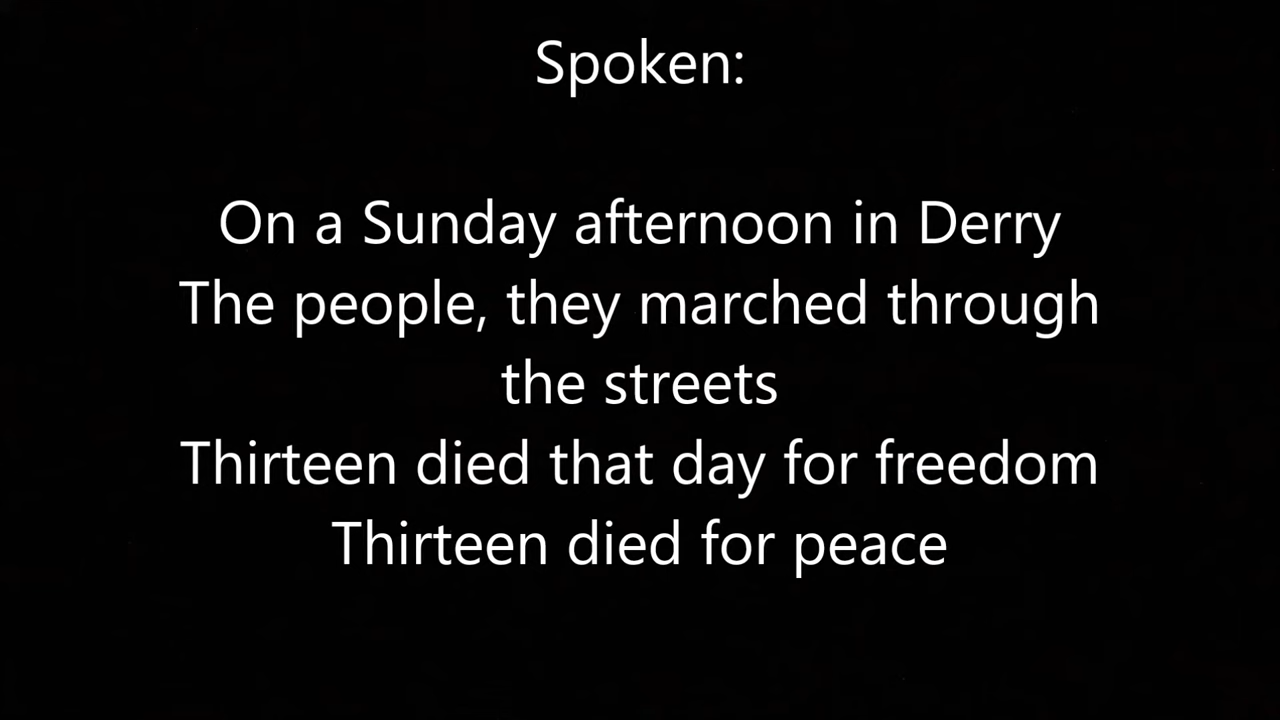 Spoken:
On a Sunday afternoon in Derry
The people, they marched through
the streets
Thirteen died that day for freedom
Thirteen died for peace